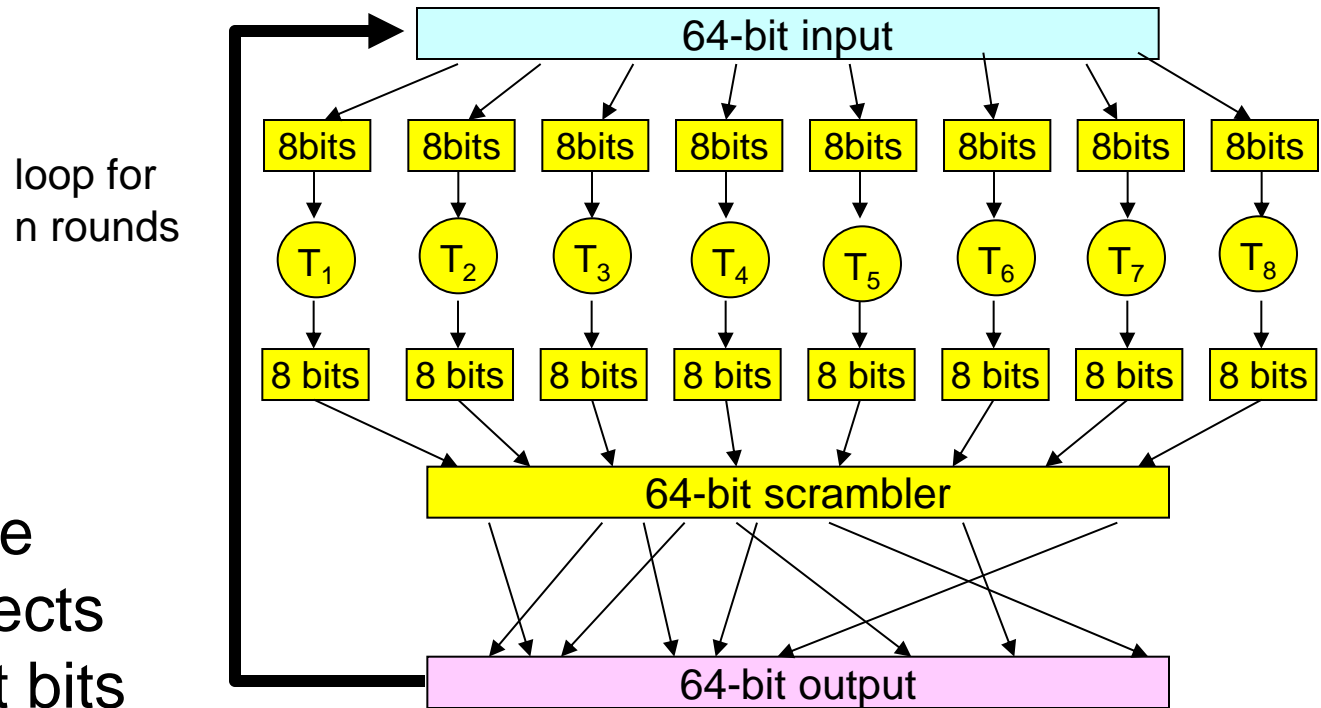 64-bit input
8bits 8bits 8bits 8bits 8bits 8bits 8bits 8bits
loop for
n rounds
T1 T2 T3 T4 T5 T6 T7 T8
8 bits 8 bits 8 bits 8 bits 8 bits 8 bits 8 bits 8 bits
64-bit scrambler
64-bit output